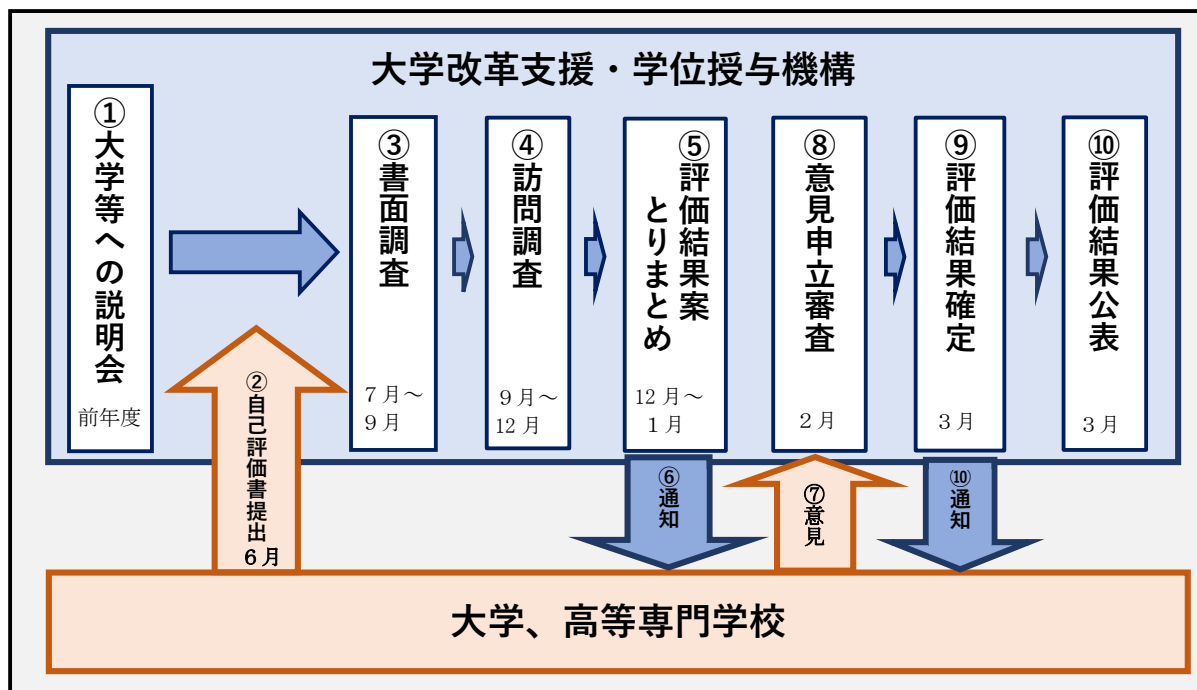 大学改革支援・学位授与機構
①大学等への説明会
前年度
②自己評価書提出
６月
③書面調査
７月～
９月
④訪問調査
９月～
12月
⑤評価結果案
とりまとめ
12月～
１月
⑥通知
⑦意見
⑧意見申立審査
２月
⑨評価結果確定
３月
⑩通知
⑩評価結果公表
３月
大学、高等専門学校